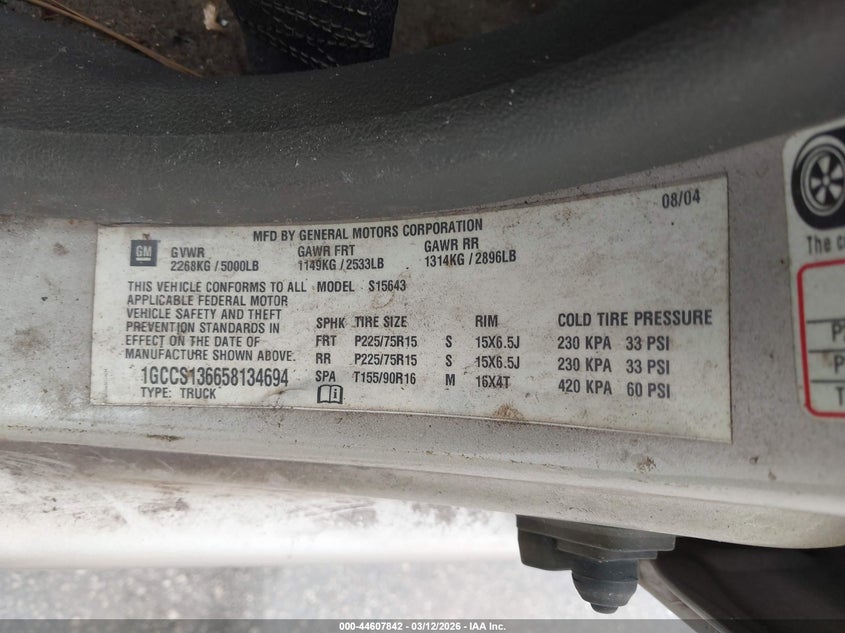 08/04
MFD BY GENERAL MOTORS CORPORATION
GM
GVWR GAWR FRT GAWR RR
2268KG / 5000LB 1149KG / 2533LB 1314KG / 2896LB
THIS VEHICLE CONFORMS TO ALL MODEL S15643
APPLICABLE FEDERAL MOTOR
VEHICLE SAFETY AND THEFT
PREVENTION STANDARDS IN
EFFECT ON THE DATE OF
MANUFACTURE SHOWN ABOVE.
1GCCS136658134694
TYPE: TRUCK
SPHK TIRE SIZE RIM COLD TIRE PRESSURE
FRT P225/75R15 S 15X6.5J 230 KPA 33 PSI
RR P225/75R15 S 15X6.5J 230 KPA 33 PSI
SPA T155/90R16 M 16X4T 420 KPA 60 PSI
The co
P
P
T
000-44607842 - 03/12/2026 - IAA Inc.